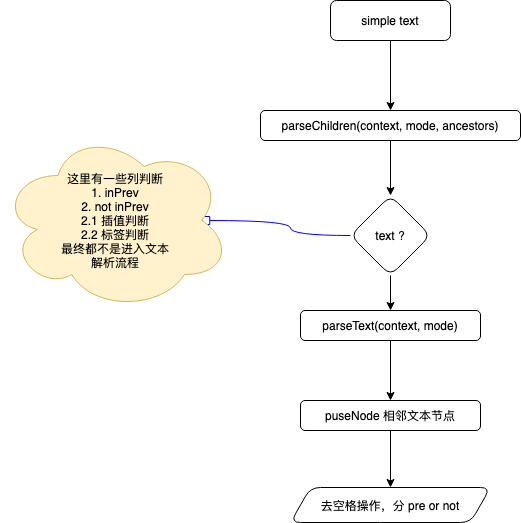 simple text
parseChildren(context, mode, ancestors)
这里有一些列判断
1. inPrev
2. not inPrev
2.1 插值判断
2.2 标签判断
最终都不是进入文本
解析流程
text ?
parseText(context, mode)
puseNode 相邻文本节点
去空格操作，分 pre or not